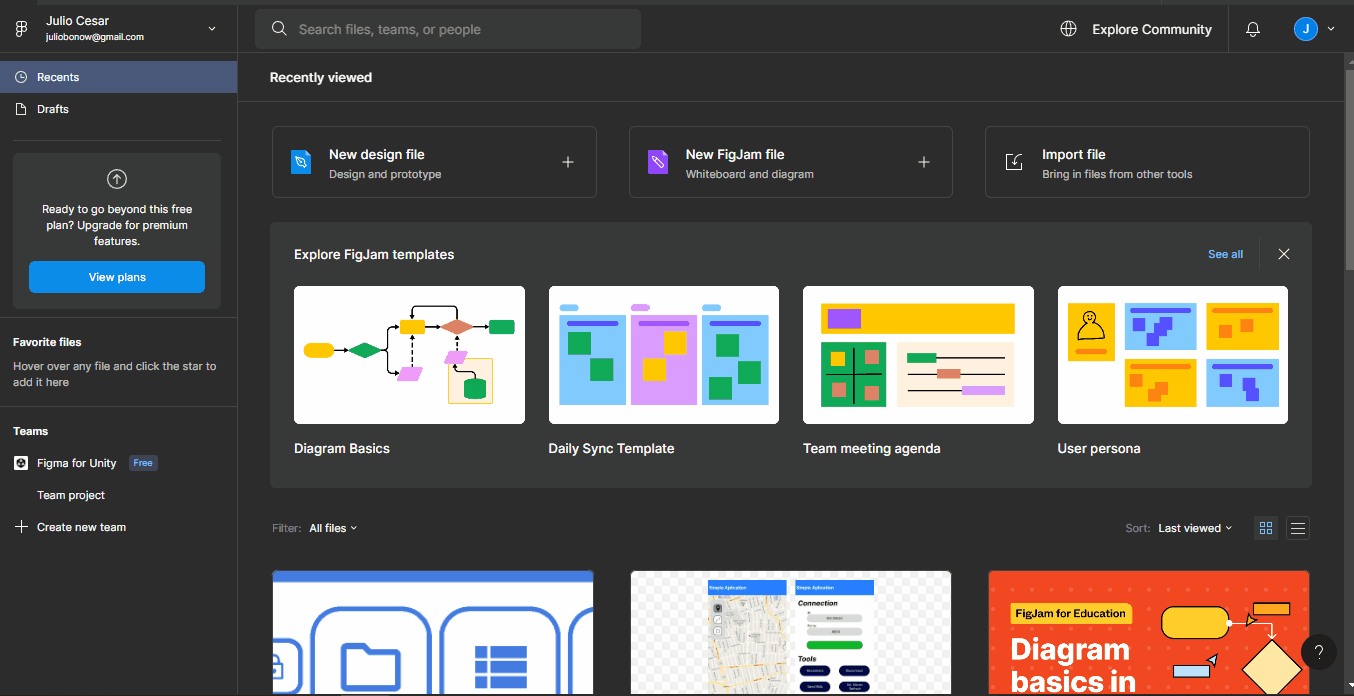 Julio Cesar
juliobonow@gmail.com
Search files, teams, or people
Explore Community
J
Recents
Drafts
Ready to go beyond this free
plan? Upgrade for premium
features.
View plans
Favorite files
Hover over any file and click the star to
add it here
Teams
Figma for Unity Free
Team project
Create new team
Recently viewed
New design file
Design and prototype
New FigJam file
Whiteboard and diagram
Import file
Bring in files from other tools
Explore FigJam templates
See all
Diagram Basics
Daily Sync Template
Team meeting agenda
User persona
Filter: All files
Sort: Last viewed
Simple Aplication
Simple Aplication
Connection
Tools
FigJam for Education
Diagram
basics in
?